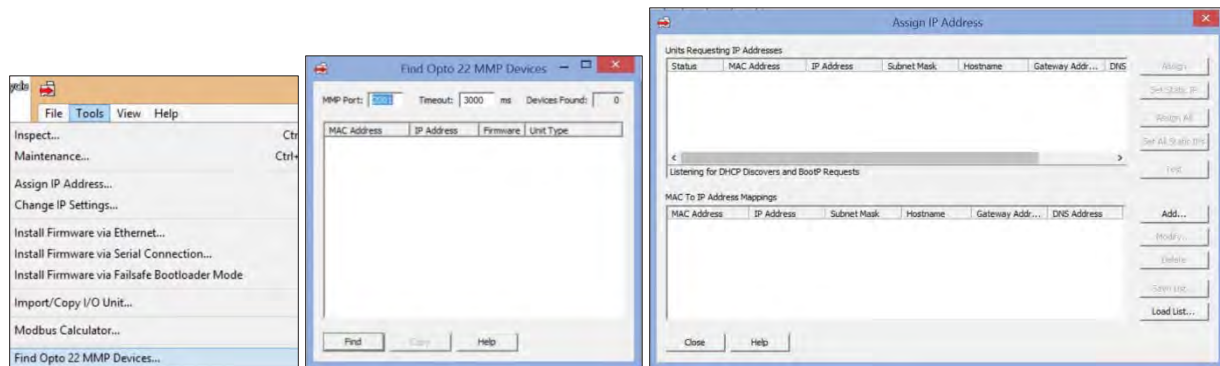 File Tools View Help
Inspect... Ctr
Maintenance... Ctrl+
Assign IP Address...
Change IP Settings...
Install Firmware via Ethernet...
Install Firmware via Serial Connection...
Install Firmware via Failsafe Bootloader Mode
Import/Copy I/O Unit...
Modbus Calculator...
Find Opto 22 MMP Devices...
Find Opto 22 MMP Devices
MMP Port: 2001 Timeout: 3000 ms Devices Found: 0
MAC Address IP Address Firmware Unit Type
Find Copy Help
Assign IP Address
Units Requesting IP Addresses
Status MAC Address IP Address Subnet Mask Hostname Gateway Addr... DNS
Assign
Set Static IP
Assign All
Set All Static IPs
Test
Listening for DHCP Discovers and BootP Requests
MAC To IP Address Mappings
MAC Address IP Address Subnet Mask Hostname Gateway Addr... DNS Address
Add...
Modify...
Delete
Save List...
Load List...
Close Help